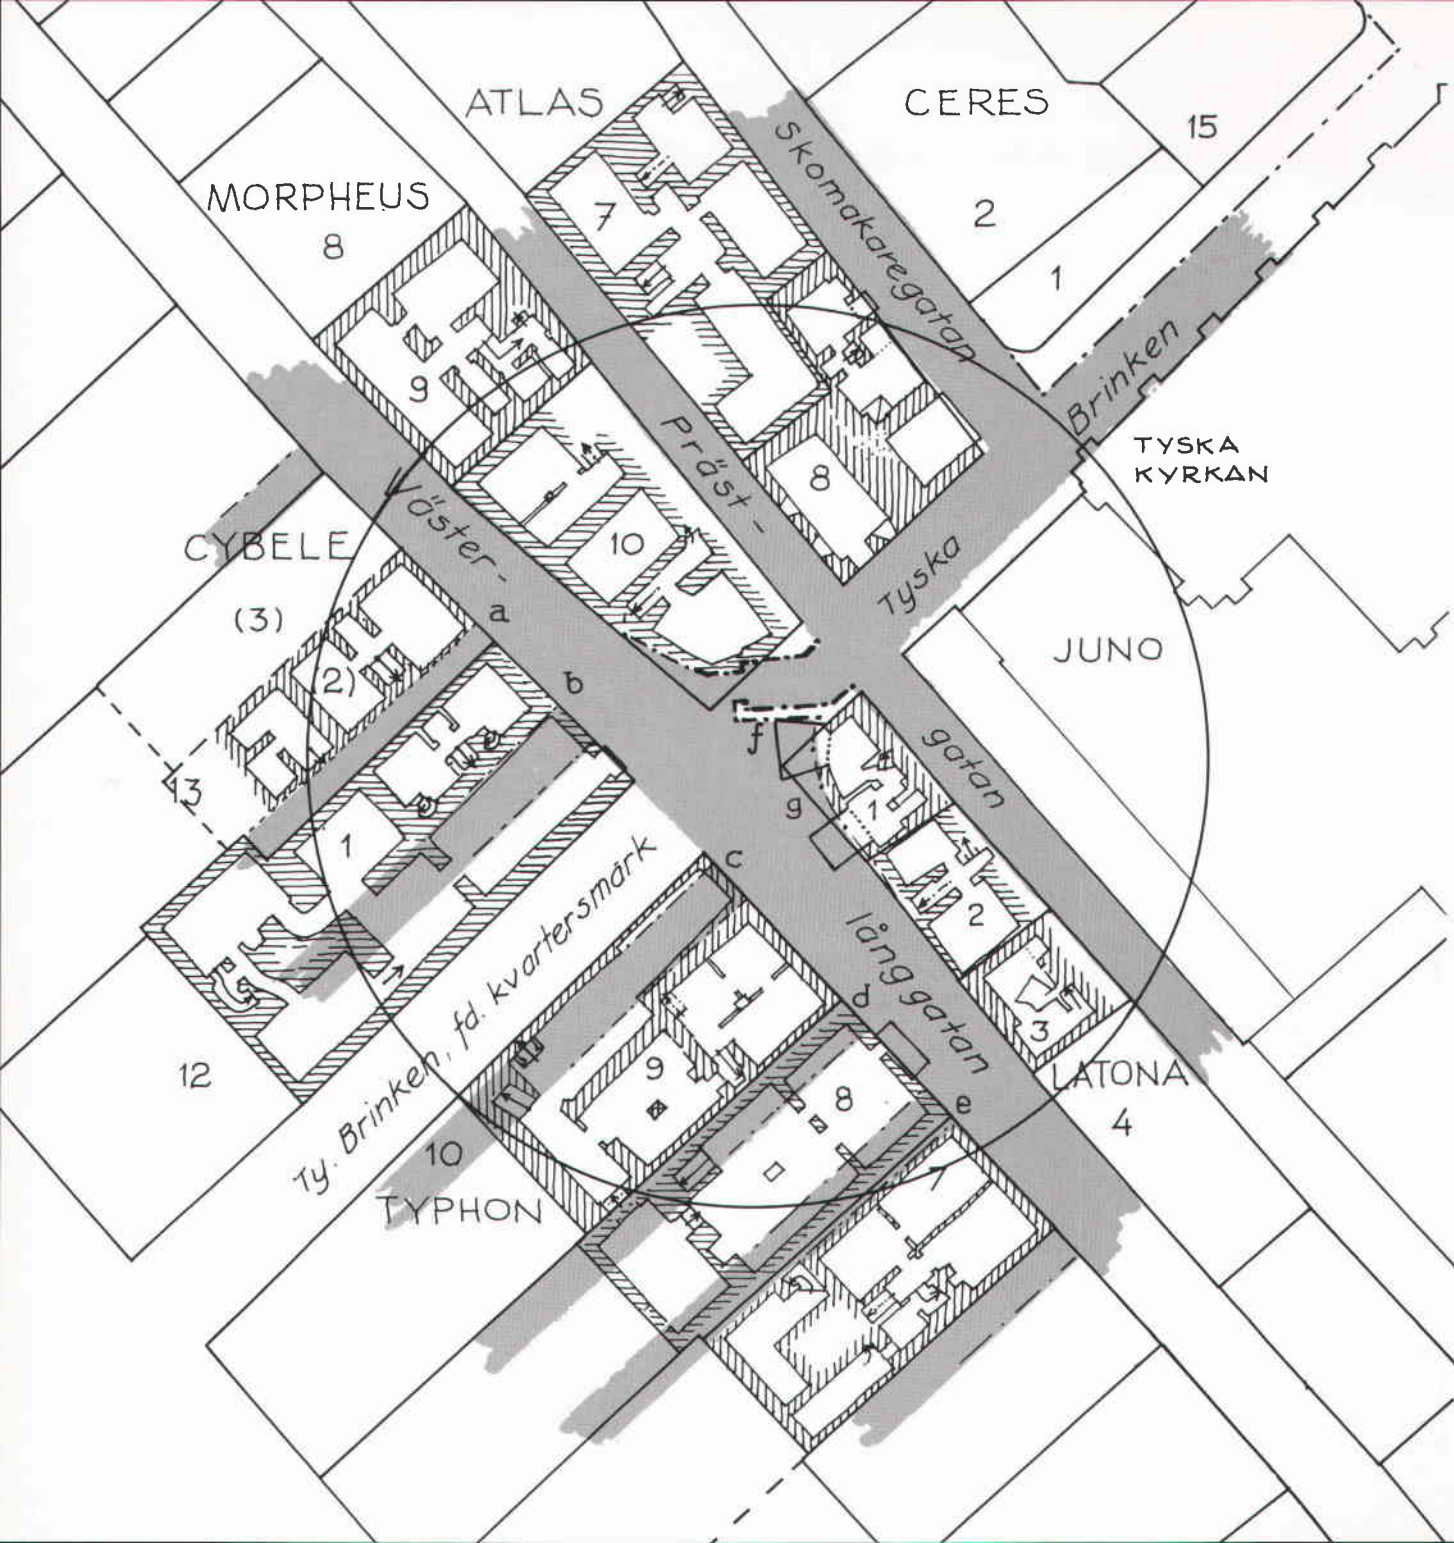 ATLAS
CERES
15
Skomakaregatan
MORPHEUS
8
7
2
1
9
Präst-
gatan
Tyska
Brinken
TYSKA
KYRKAN
8
10
Väster-
långgatan
CYBELE
(3)
(2)
13
1
12
a
b
c
d
e
f
g
JUNO
1
2
3
LATONA
4
Ty. Brinken, fd. kvartersmark
9
8
10
TYPHON